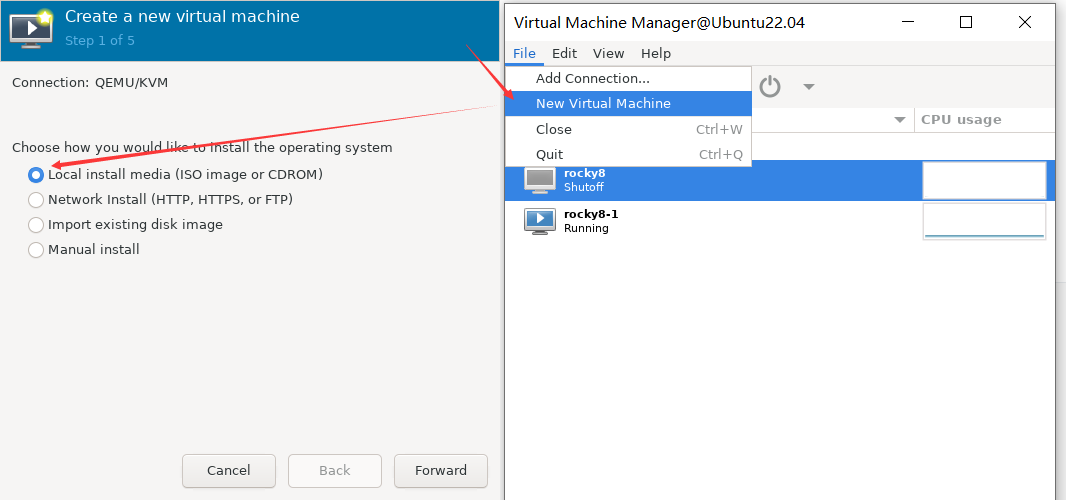 Create a new virtual machine
Step 1 of 5
Connection: QEMU/KVM
Choose how you would like to install the operating system
Local install media (ISO image or CDROM)
Network Install (HTTP, HTTPS, or FTP)
Import existing disk image
Manual install
Cancel
Back
Forward
Virtual Machine Manager@Ubuntu22.04
File Edit View Help
Add Connection...
New Virtual Machine
Close Ctrl+W
Quit Ctrl+Q
CPU usage
rocky8
Shutoff
rocky8-1
Running